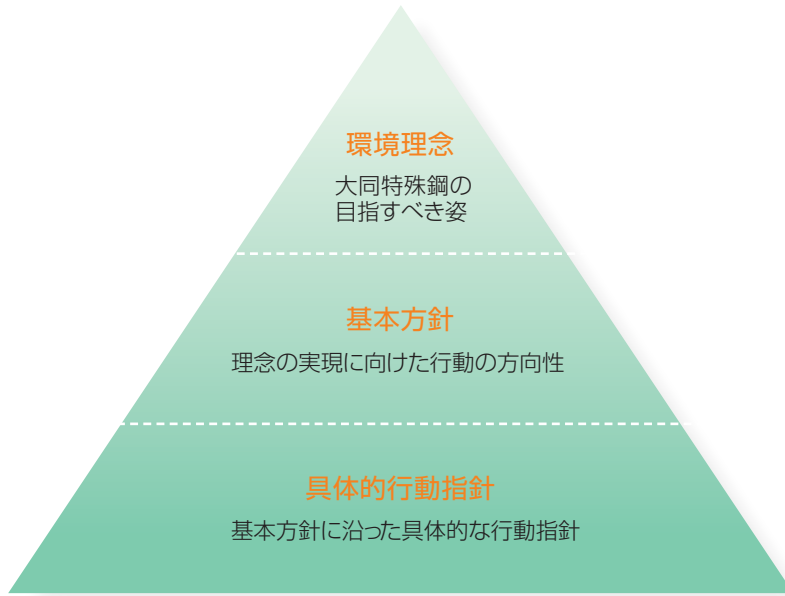 環境理念
大同特殊鋼の
目指すべき姿
基本方針
理念の実現に向けた行動の方向性
具体的行動指針
基本方針に沿った具体的な行動指針